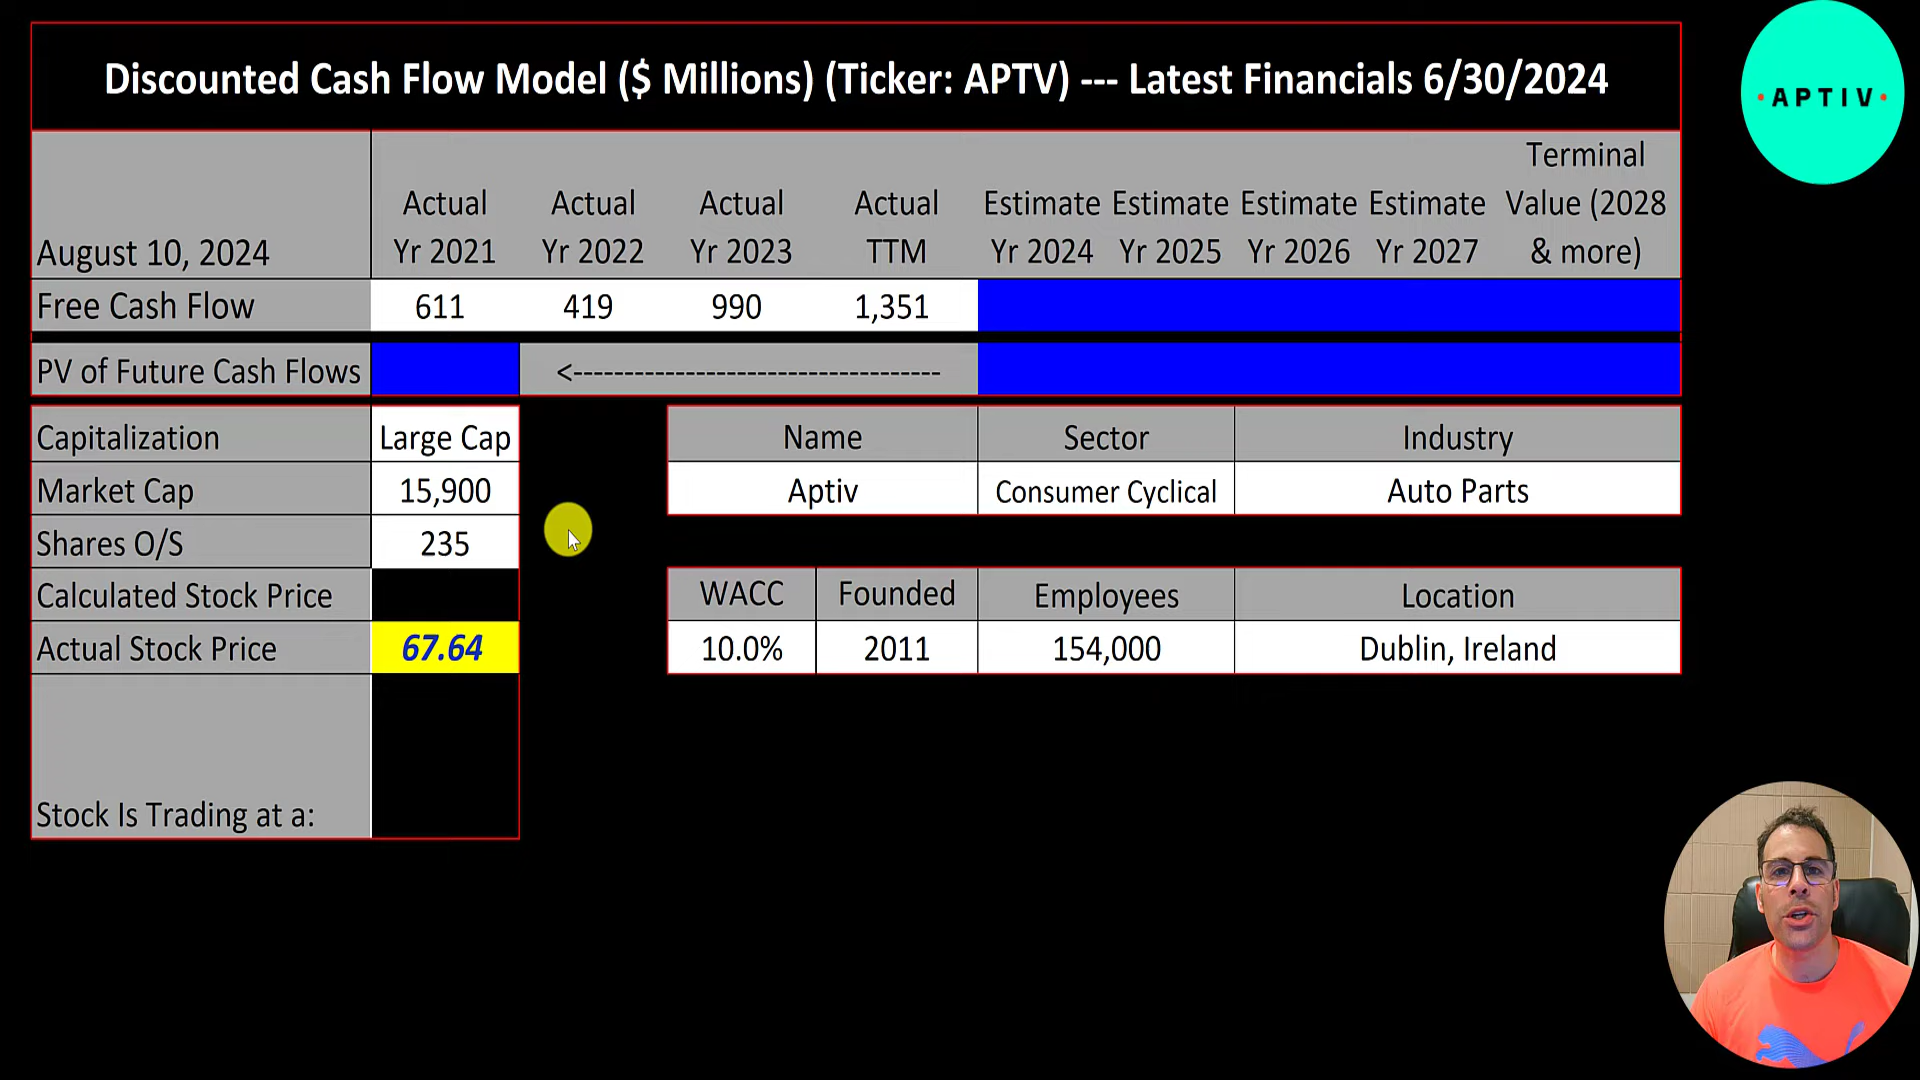 Discounted Cash Flow Model ($ Millions) (Ticker: APTV) --- Latest Financials 6/30/2024
·APTIV·
August 10, 2024
Actual Yr 2021
Actual Yr 2022
Actual Yr 2023
Actual TTM
Estimate Yr 2024
Estimate Yr 2025
Estimate Yr 2026
Estimate Yr 2027
Terminal Value (2028 & more)
Free Cash Flow 611 419 990 1,351
PV of Future Cash Flows <-----------------------------------
Capitalization Large Cap
Market Cap 15,900
Shares O/S 235
Calculated Stock Price
Actual Stock Price 67.64
Stock Is Trading at a:
Name Sector Industry
Aptiv Consumer Cyclical Auto Parts
WACC Founded Employees Location
10.0% 2011 154,000 Dublin, Ireland